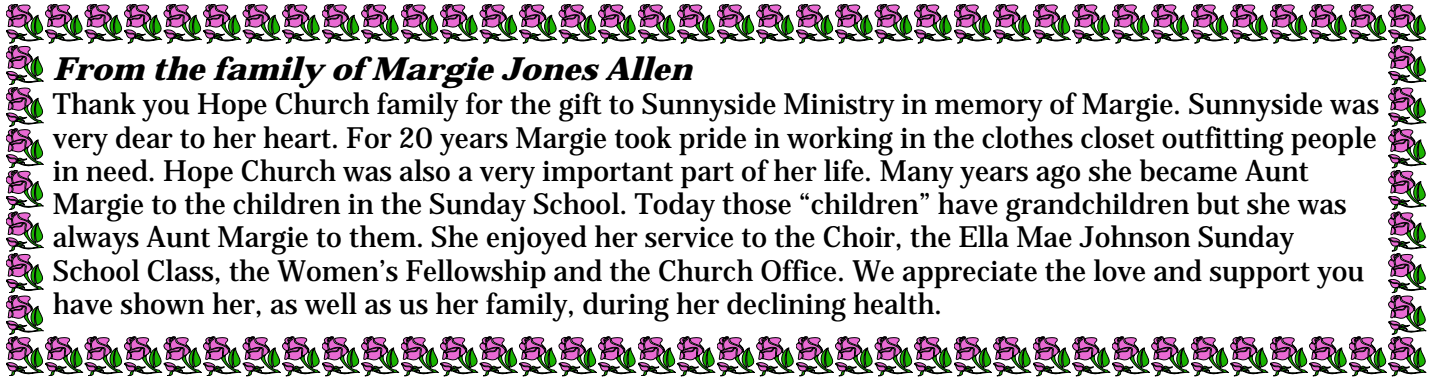 From the family of Margie Jones Allen
Thank you Hope Church family for the gift to Sunnyside Ministry in memory of Margie. Sunnyside was
very dear to her heart. For 20 years Margie took pride in working in the clothes closet outfitting people
in need. Hope Church was also a very important part of her life. Many years ago she became Aunt
Margie to the children in the Sunday School. Today those “children” have grandchildren but she was
always Aunt Margie to them. She enjoyed her service to the Choir, the Ella Mae Johnson Sunday
School Class, the Women’s Fellowship and the Church Office. We appreciate the love and support you
have shown her, as well as us her family, during her declining health.